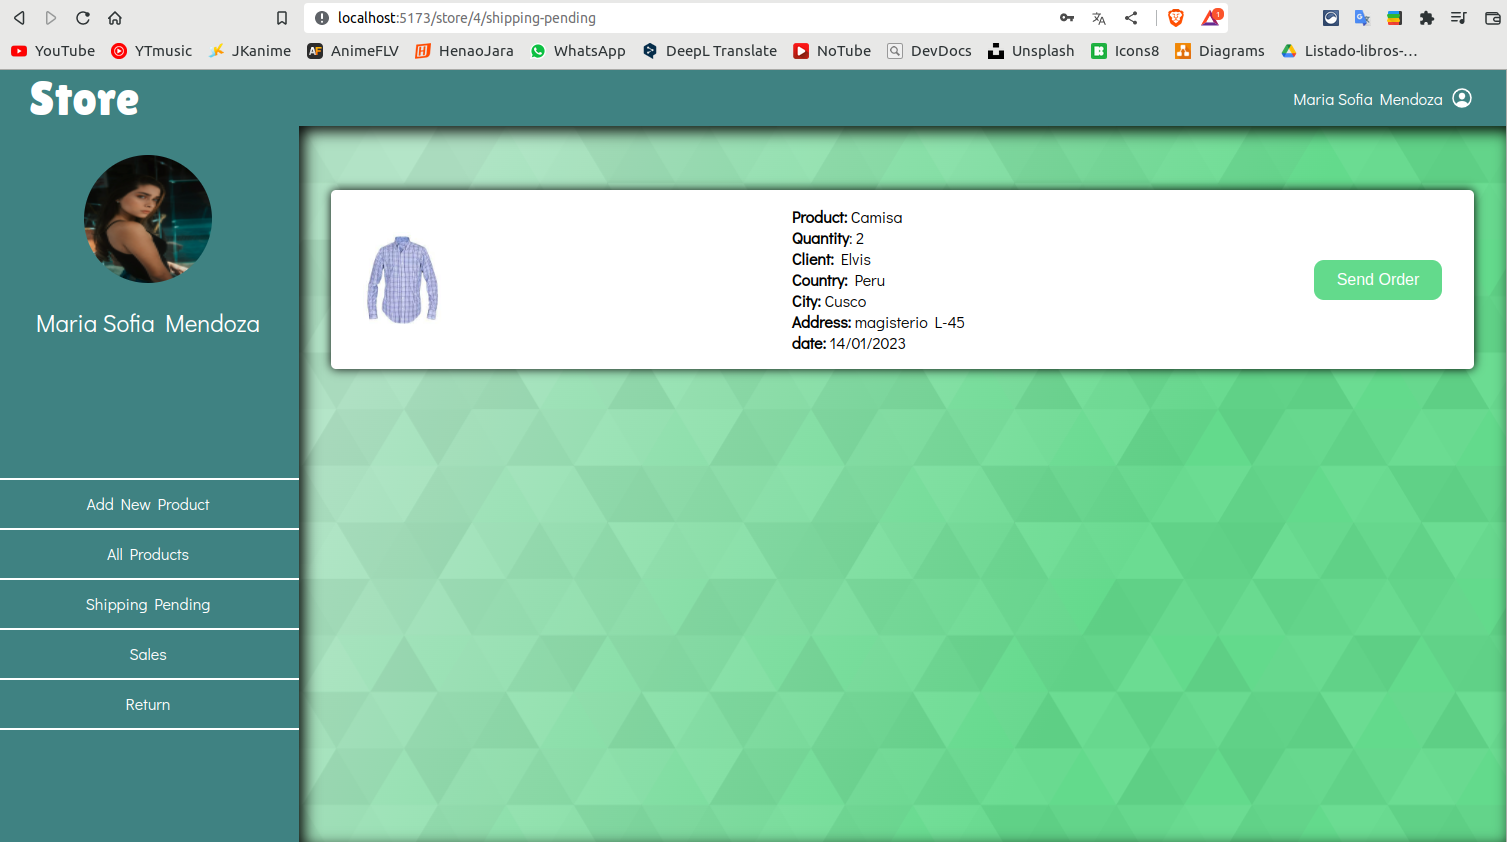 localhost:5173/store/4/shipping-pending
1
YouTube YTmusic JKanime AnimeFLV HenaoJara WhatsApp DeepL Translate NoTube DevDocs Unsplash Icons8 Diagrams Listado-libros-...
Store
Maria Sofia Mendoza
Maria Sofia Mendoza
Add New Product
All Products
Shipping Pending
Sales
Return
Product: Camisa
Quantity: 2
Client: Elvis
Country: Peru
City: Cusco
Address: magisterio L-45
date: 14/01/2023
Send Order